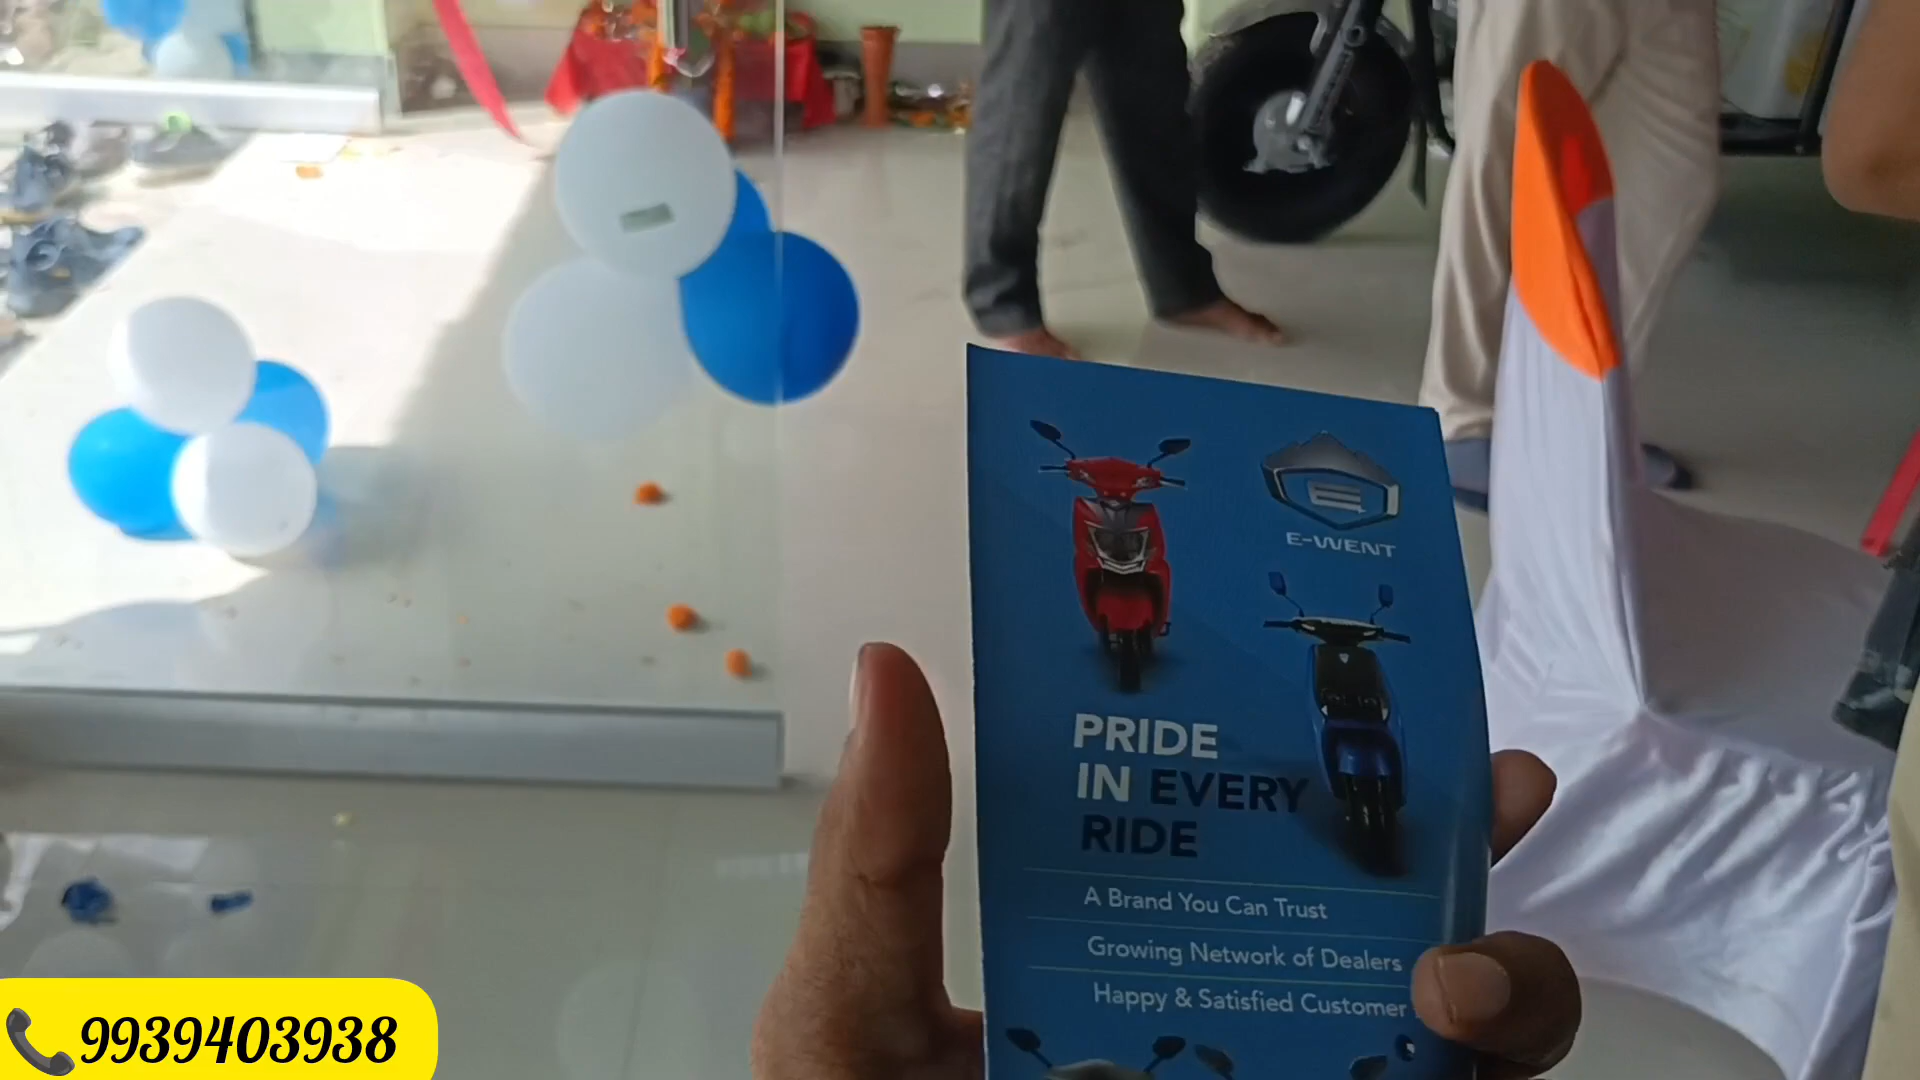 E-WENT
PRIDE
IN EVERY
RIDE
A Brand You Can Trust
Growing Network of Dealers
Happy & Satisfied Customer
9939403938